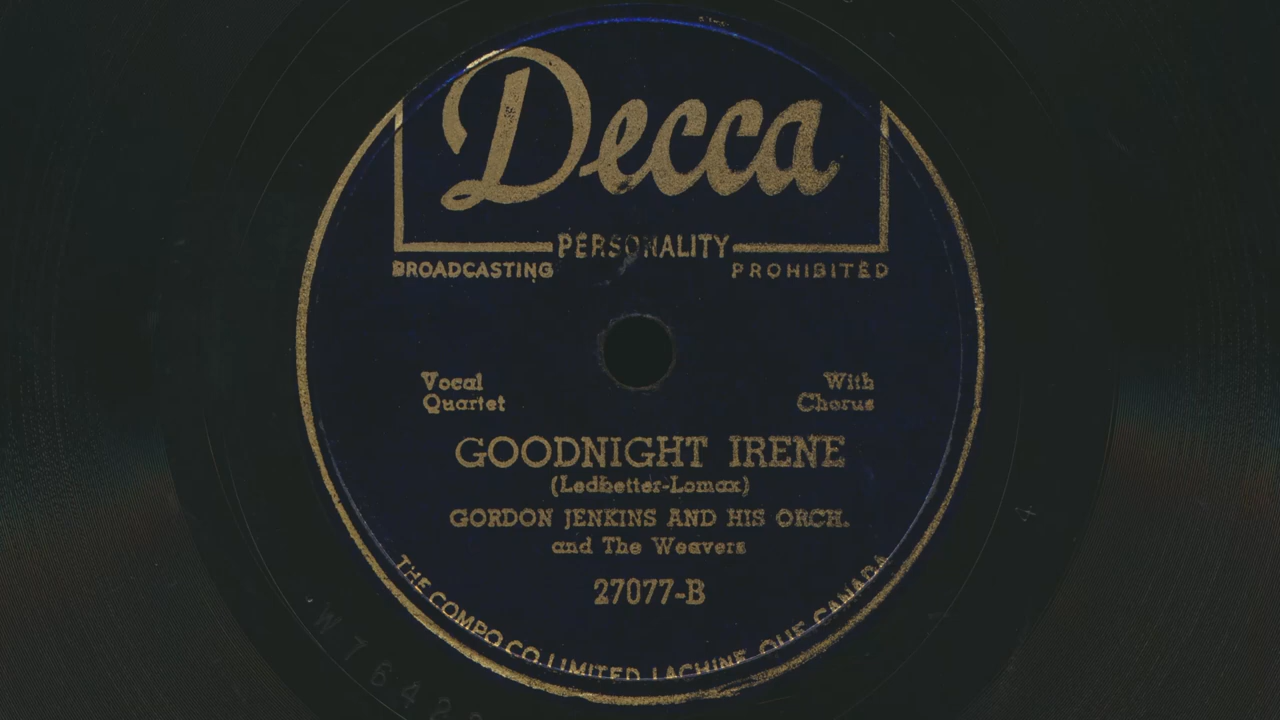 Decca
PERSONALITY
BROADCASTING PROHIBITED
Vocal Quartet
With Chorus
GOODNIGHT IRENE
(Ledbetter-Lomax)
GORDON JENKINS AND HIS ORCH.
and The Weavers
27077-B
THE COMPO CO. LIMITED, LACHINE, QUE. CANADA
4